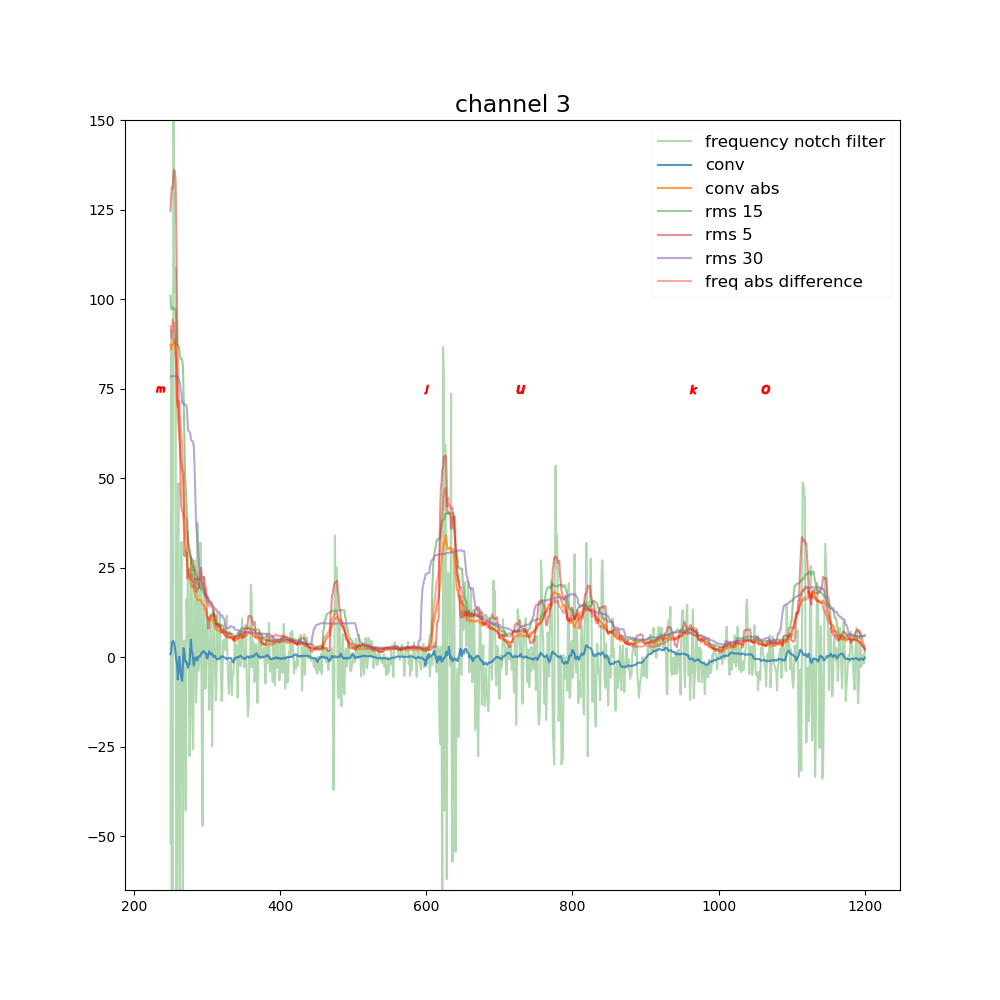 channel 3
150
125
100
75
50
25
0
−25
−50
200 400 600 800 1000 1200
frequency notch filter
conv
conv abs
rms 15
rms 5
rms 30
freq abs difference
m J u k o